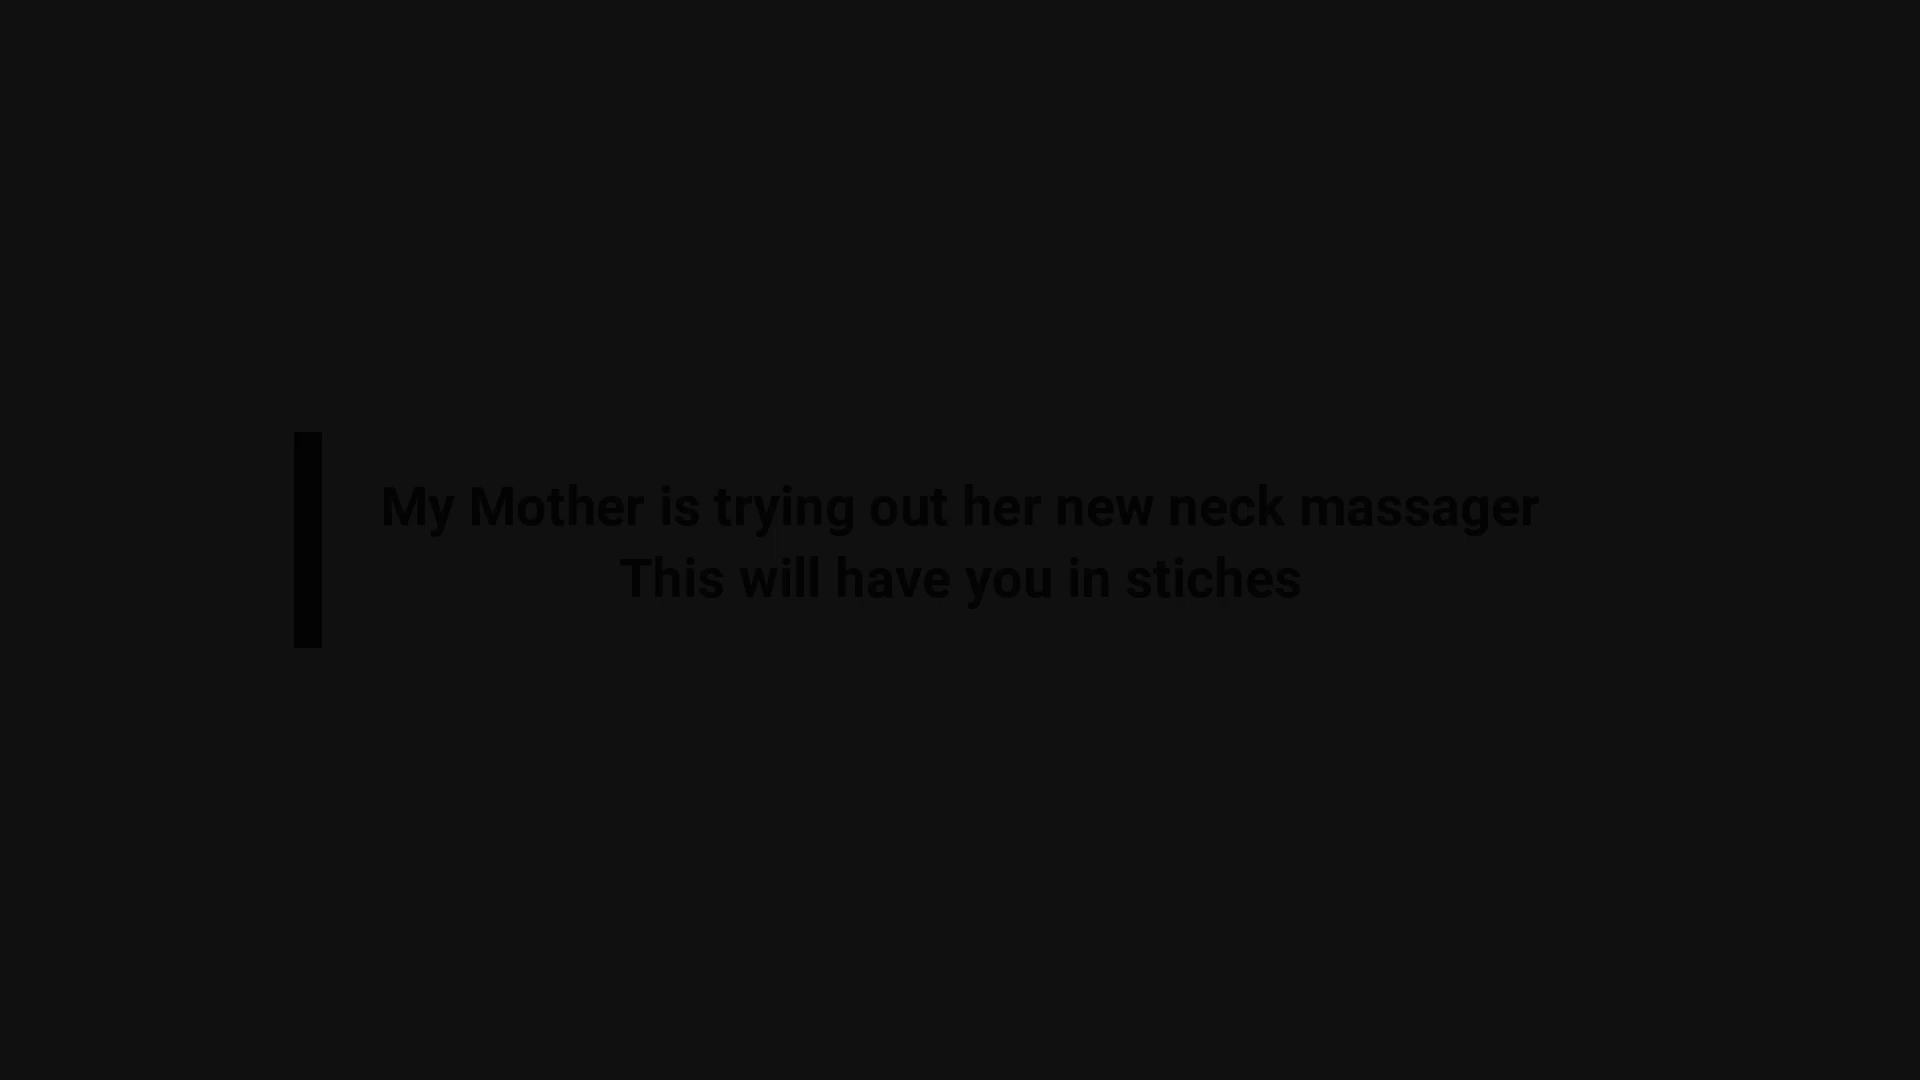 My Mother is trying out her new neck massager
This will have you in stiches